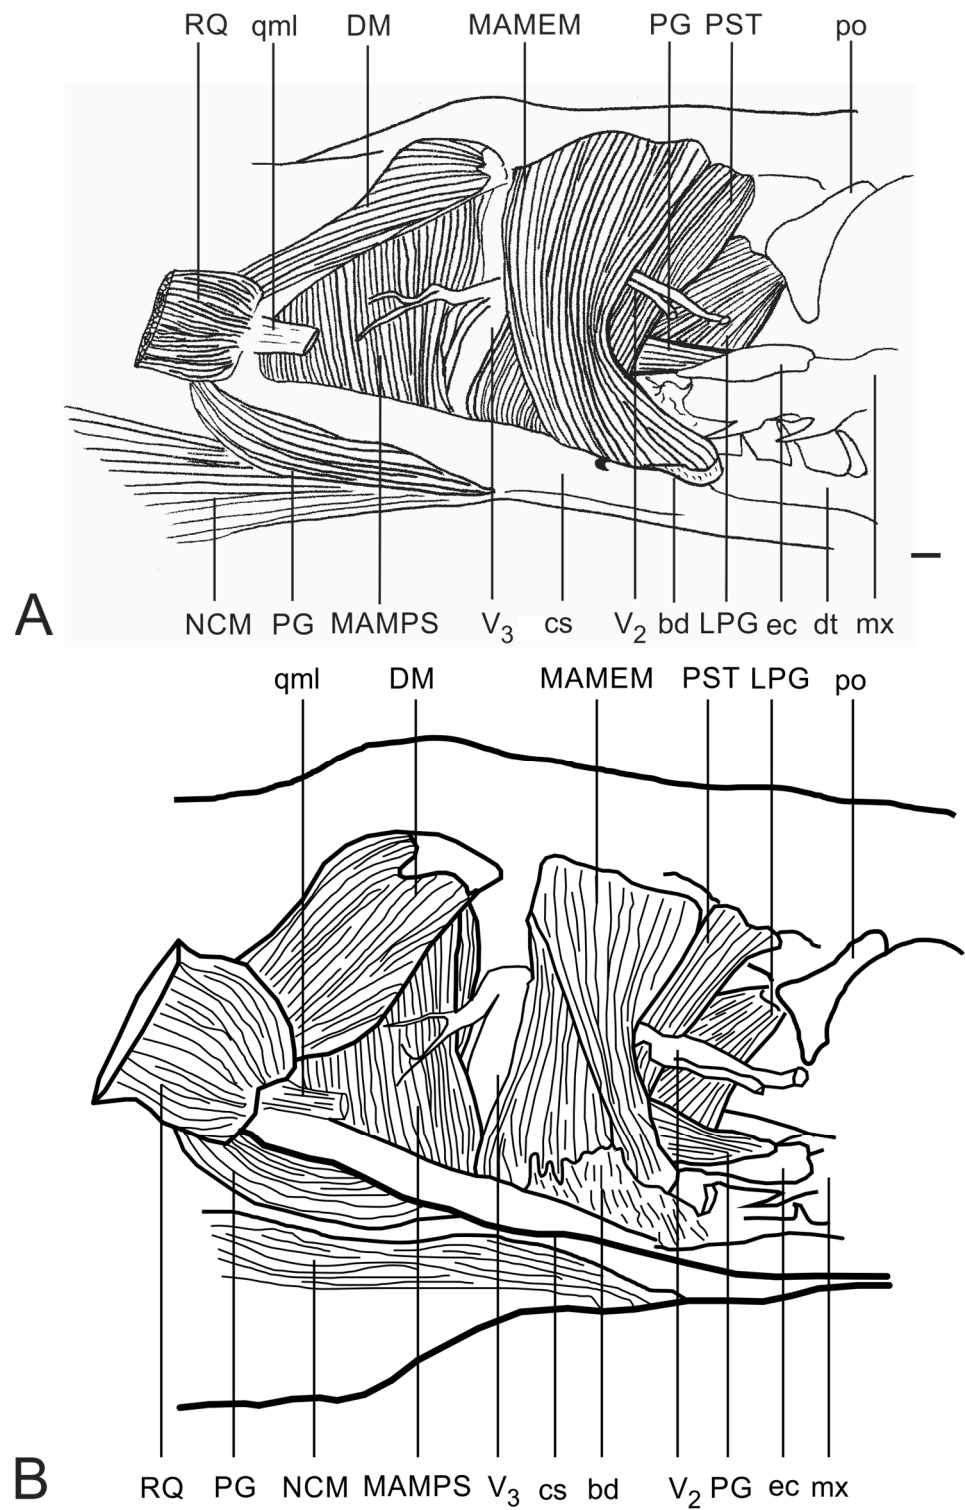 RQ qml DM MAMEM PG PST po
A
NCM PG MAMPS V3 cs V2 bd LPG ec dt mx
qml DM MAMEM PST LPG po
B
RQ PG NCM MAMPS V3 cs bd V2 PG ec mx